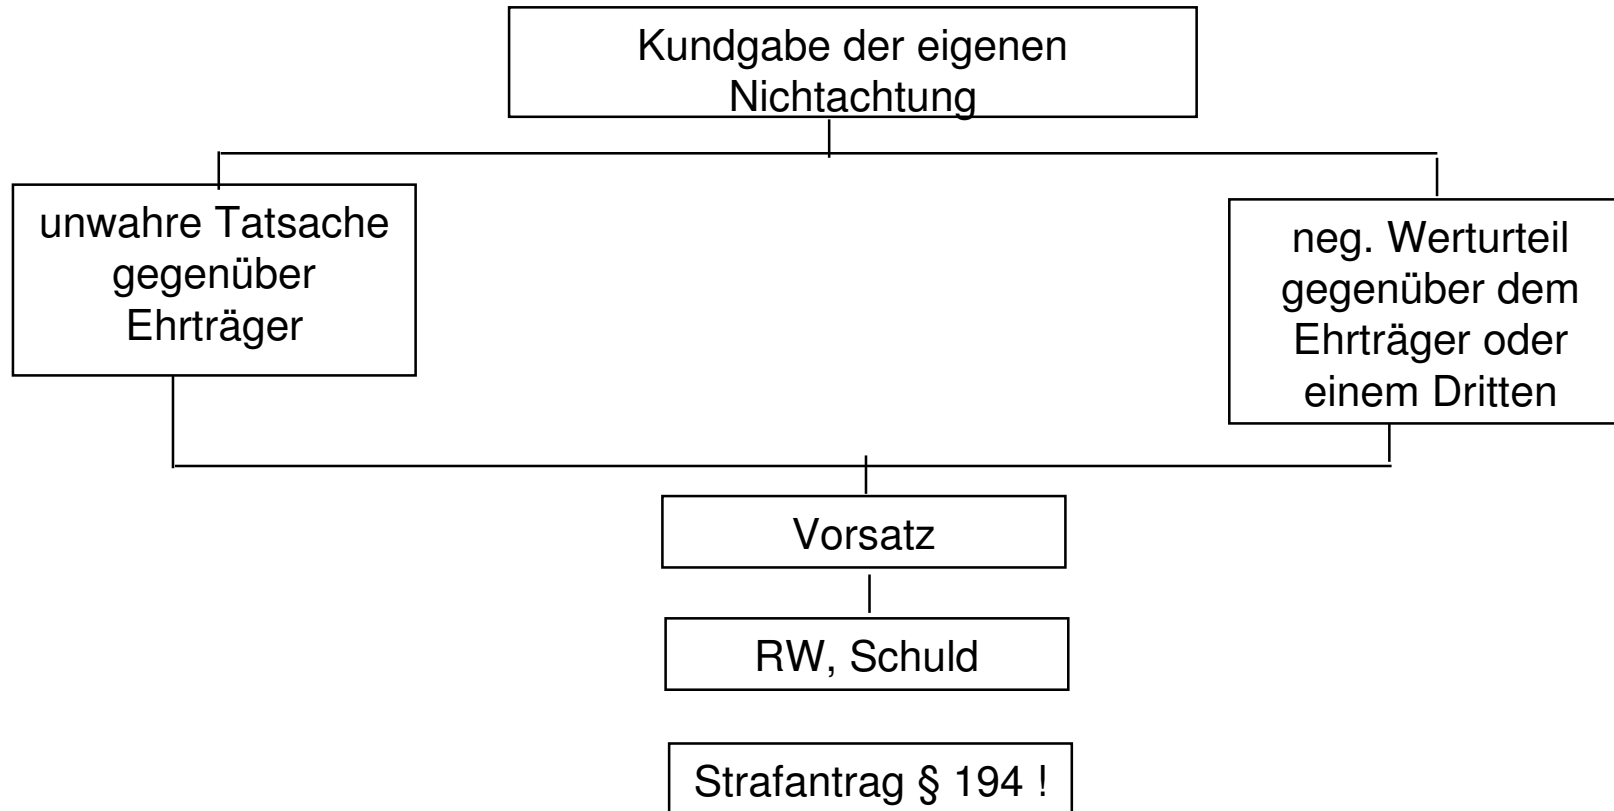 Kundgabe der eigenen
Nichtachtung
unwahre Tatsache
gegenüber
Ehrträger
neg. Werturteil
gegenüber dem
Ehrträger oder
einem Dritten
Vorsatz
RW, Schuld
Strafantrag § 194 !